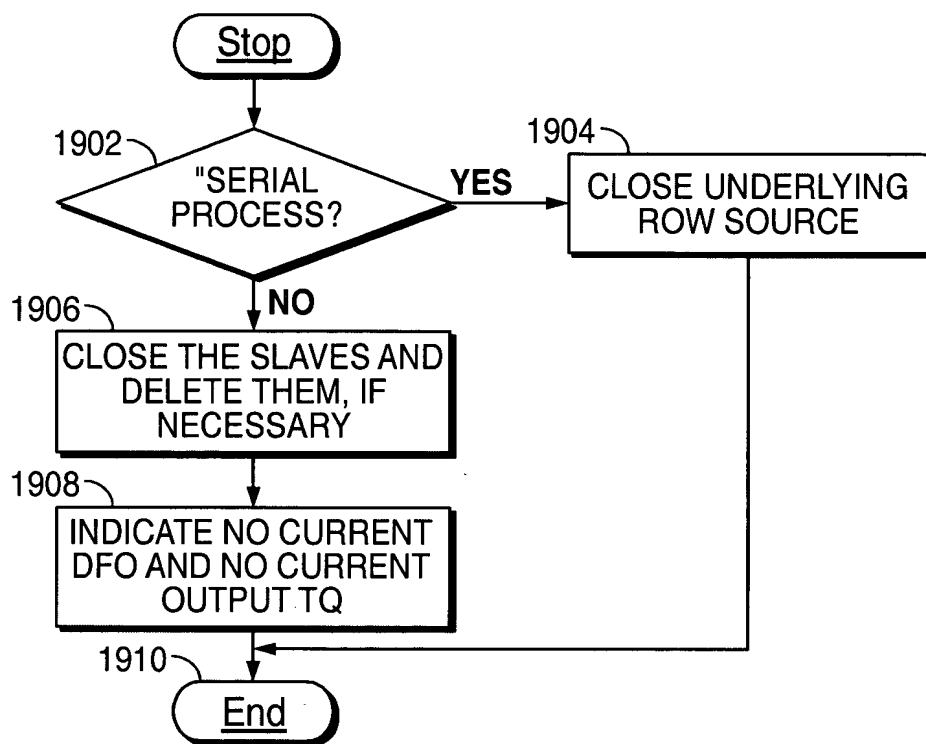 Stop
1902
"SERIAL
PROCESS?
YES
1904
CLOSE UNDERLYING
ROW SOURCE
NO
1906
CLOSE THE SLAVES AND
DELETE THEM, IF
NECESSARY
1908
INDICATE NO CURRENT
DFO AND NO CURRENT
OUTPUT TQ
1910
End